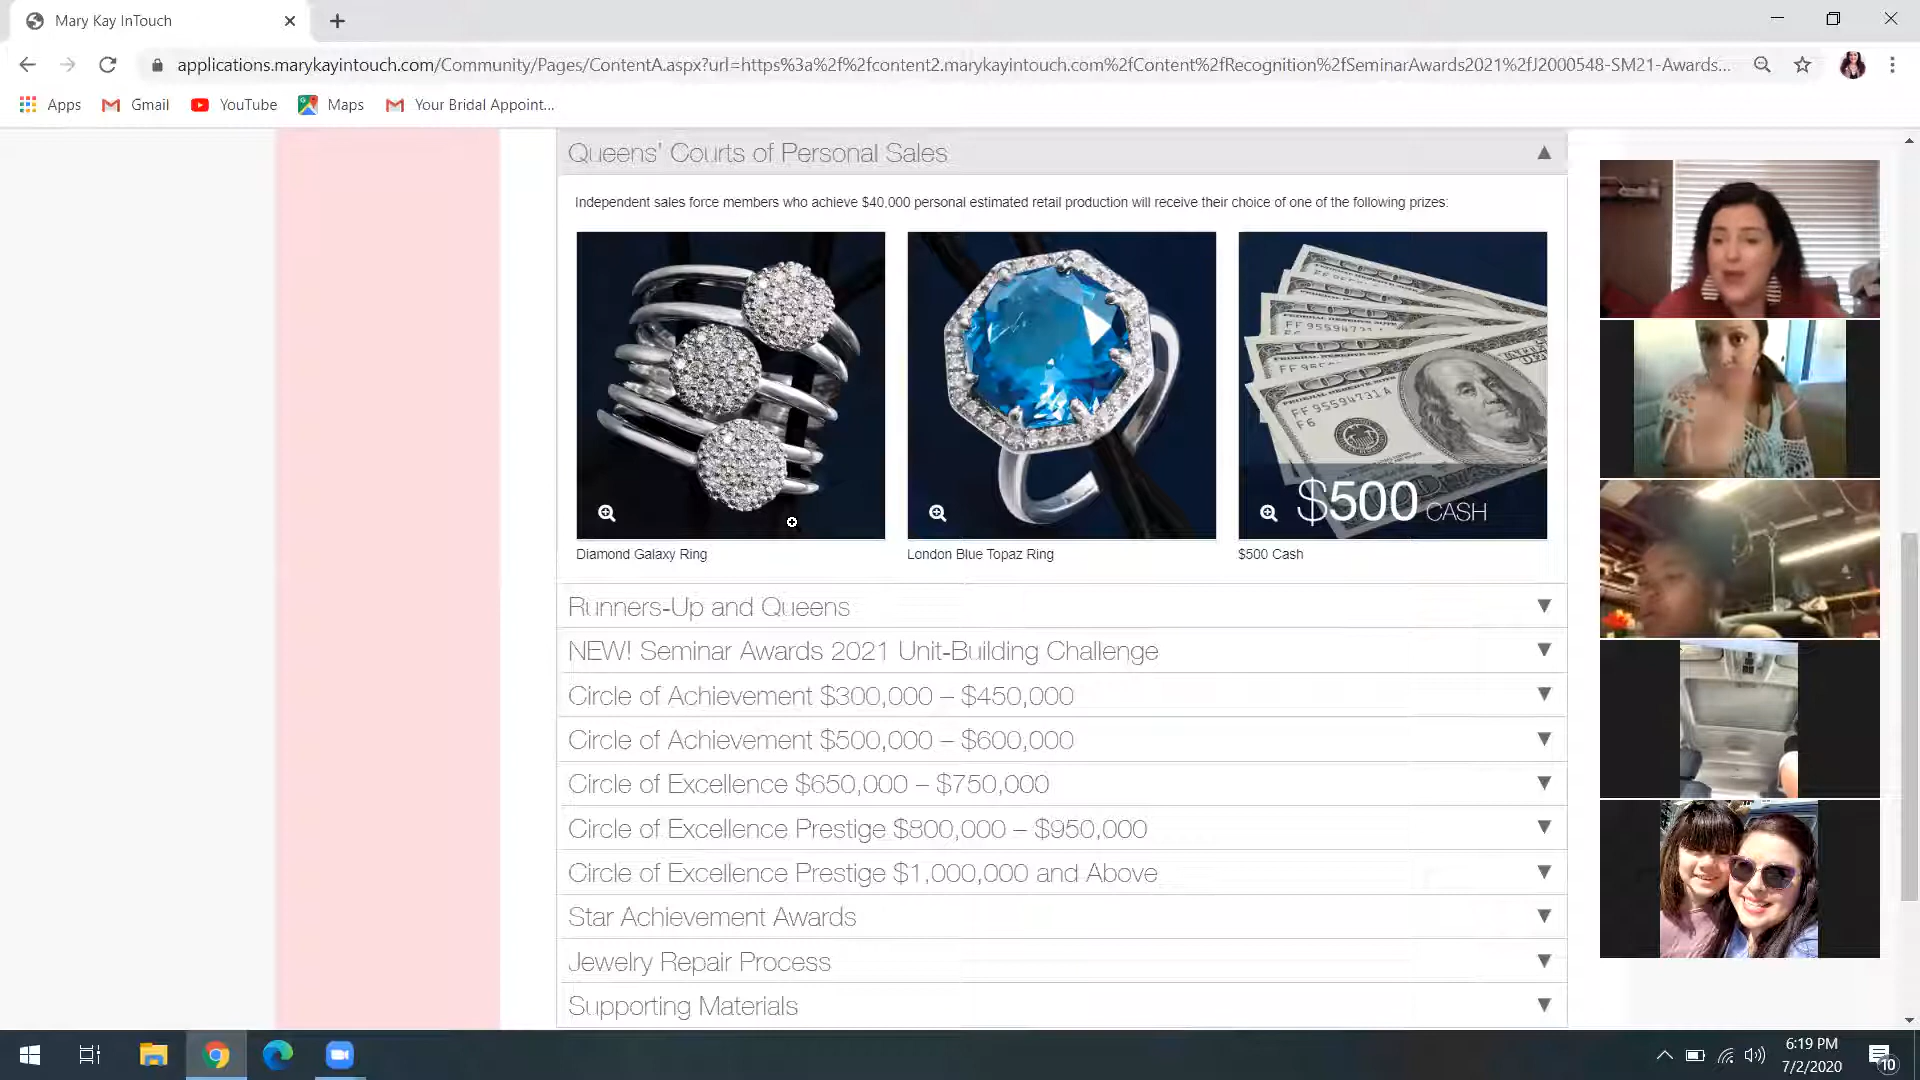 Mary Kay InTouch
applications.marykayintouch.com/Community/Pages/ContentA.aspx?url=https%3a%2f%2fcontent2.marykayintouch.com%2fContent%2fRecognition%2fSeminarAwards2021%2fJ2000548-SM21-Awards...
Apps Gmail YouTube Maps Your Bridal Appoint...
Queens' Courts of Personal Sales
Independent sales force members who achieve $40,000 personal estimated retail production will receive their choice of one of the following prizes:
FF 95594731 A
F6
$500 CASH
Diamond Galaxy Ring
London Blue Topaz Ring
$500 Cash
Runners-Up and Queens
NEW! Seminar Awards 2021 Unit-Building Challenge
Circle of Achievement $300,000 – $450,000
Circle of Achievement $500,000 – $600,000
Circle of Excellence $650,000 – $750,000
Circle of Excellence Prestige $800,000 – $950,000
Circle of Excellence Prestige $1,000,000 and Above
Star Achievement Awards
Jewelry Repair Process
Supporting Materials
6:19 PM
7/2/2020
10